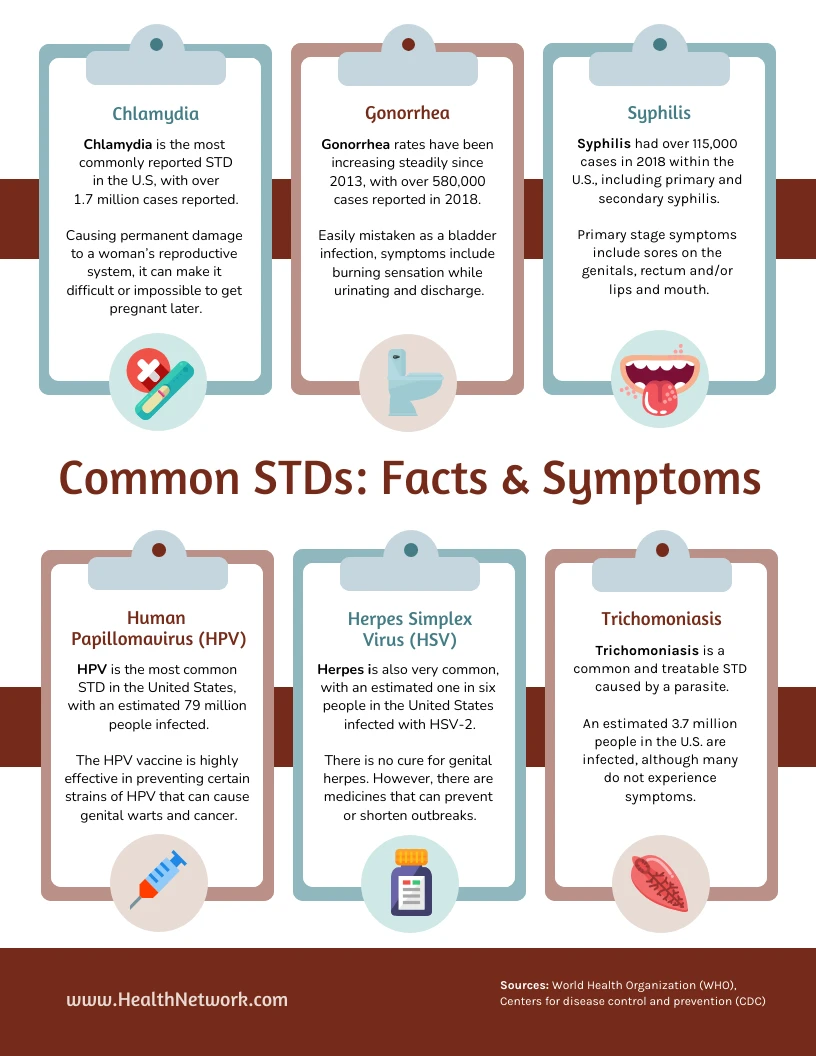 Chlamydia
Chlamydia is the most
commonly reported STD
in the U.S, with over
1.7 million cases reported.
Causing permanent damage
to a woman's reproductive
system, it can make it
difficult or impossible to get
pregnant later.
Gonorrhea
Gonorrhea rates have been
increasing steadily since
2013, with over 580,000
cases reported in 2018.
Easily mistaken as a bladder
infection, symptoms include
burning sensation while
urinating and discharge.
Syphilis
Syphilis had over 115,000
cases in 2018 within the
U.S., including primary and
secondary syphilis.
Primary stage symptoms
include sores on the
genitals, rectum and/or
lips and mouth.
Common STDs: Facts & Symptoms
Human
Papillomavirus (HPV)
HPV is the most common
STD in the United States,
with an estimated 79 million
people infected.
The HPV vaccine is highly
effective in preventing certain
strains of HPV that can cause
genital warts and cancer.
Herpes Simplex
Virus (HSV)
Herpes is also very common,
with an estimated one in six
people in the United States
infected with HSV-2.
There is no cure for genital
herpes. However, there are
medicines that can prevent
or shorten outbreaks.
Trichomoniasis
Trichomoniasis is a
common and treatable STD
caused by a parasite.
An estimated 3.7 million
people in the U.S. are
infected, although many
do not experience
symptoms.
www.HealthNetwork.com
Sources: World Health Organization (WHO),
Centers for disease control and prevention (CDC)